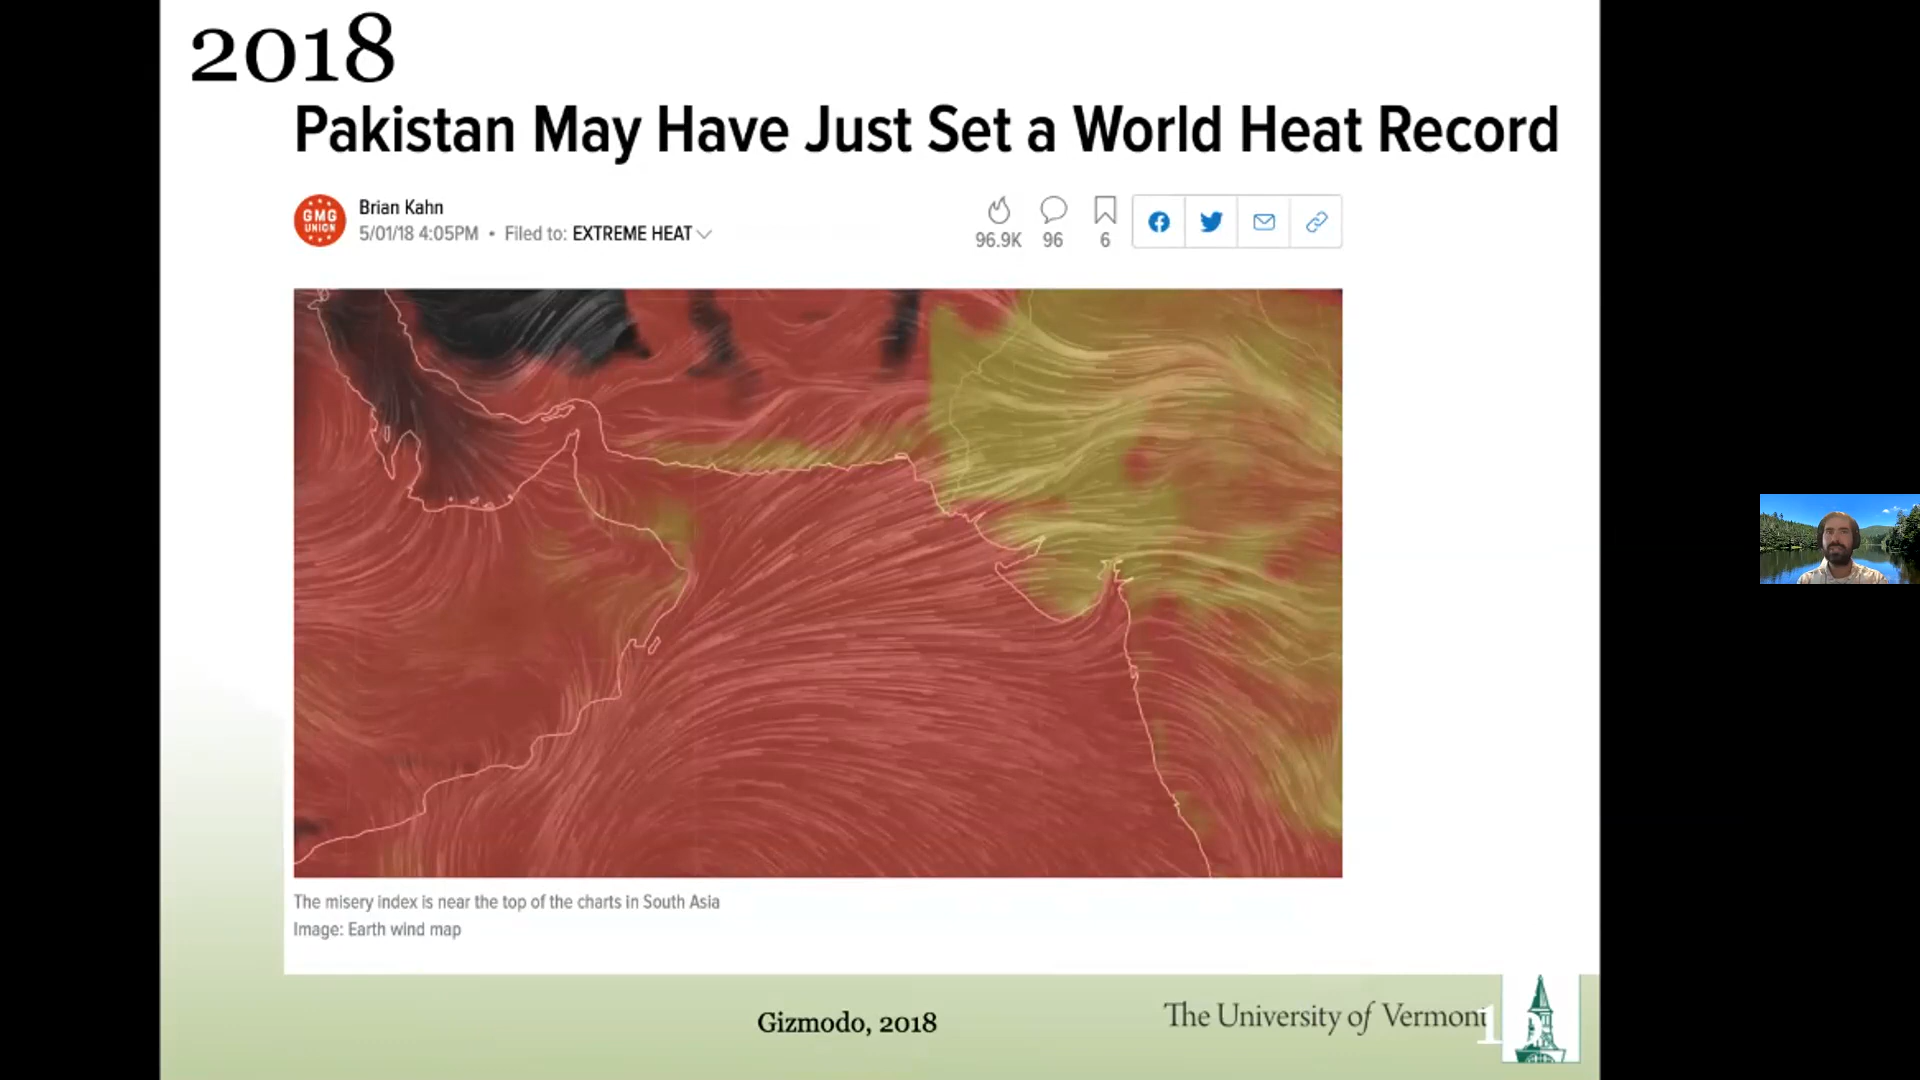 2018
Pakistan May Have Just Set a World Heat Record
GMG
UNION
Brian Kahn
5/01/18 4:05PM • Filed to: EXTREME HEAT
96.9K 96 6
The misery index is near the top of the charts in South Asia
Image: Earth wind map
Gizmodo, 2018
The University of Vermont